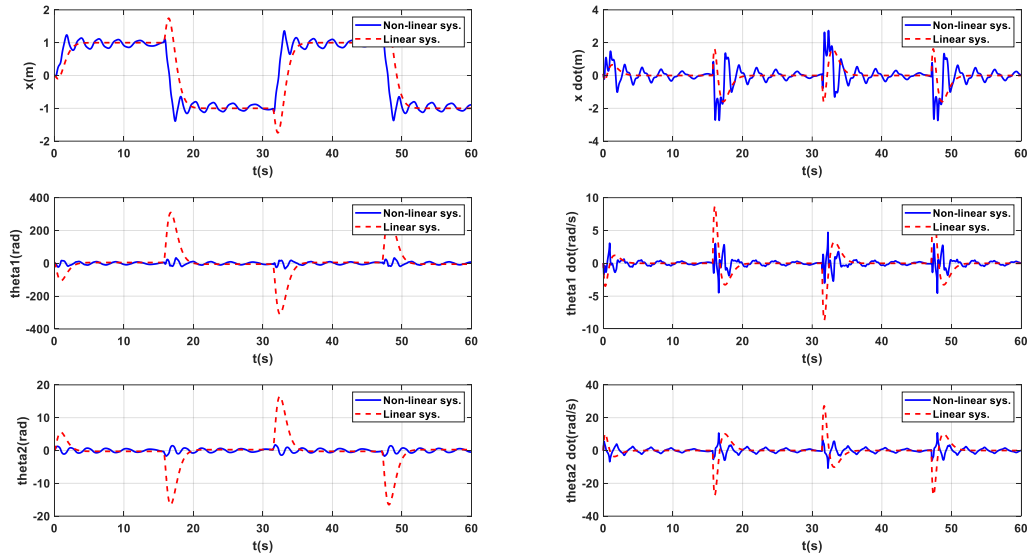 x(m)
2
1
0
-1
-2
0 10 20 30 40 50 60
t(s)
Non-linear sys.
Linear sys.
x dot(m)
4
2
0
-2
-4
0 10 20 30 40 50 60
t(s)
Non-linear sys.
Linear sys.
theta1(rad)
400
200
0
-200
-400
0 10 20 30 40 50 60
t(s)
Non-linear sys.
Linear sys.
theta1 dot(rad/s)
10
5
0
-5
-10
0 10 20 30 40 50 60
t(s)
Non-linear sys.
Linear sys.
theta2(rad)
20
10
0
-10
-20
0 10 20 30 40 50 60
t(s)
Non-linear sys.
Linear sys.
theta2 dot(rad/s)
40
20
0
-20
-40
0 10 20 30 40 50 60
t(s)
Non-linear sys.
Linear sys.